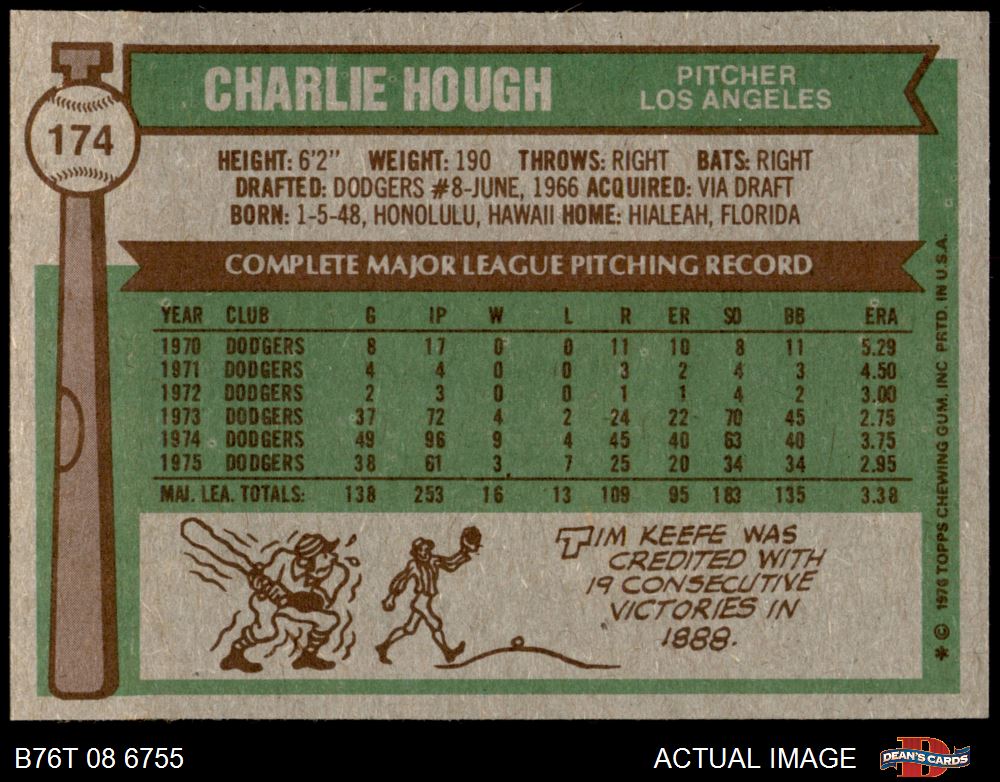 T
CHARLIE HOUGH
PITCHER
LOS ANGELES
174
HEIGHT: 6'2" WEIGHT: 190 THROWS: RIGHT BATS: RIGHT
DRAFTED: DODGERS #8-JUNE, 1966 ACQUIRED: VIA DRAFT
BORN: 1-5-48, HONOLULU, HAWAII HOME: HIALEAH, FLORIDA
COMPLETE MAJOR LEAGUE PITCHING RECORD
YEAR CLUB G IP W L R ER SO BB ERA
1970 DODGERS 8 17 0 0 11 10 8 11 5.29
1971 DODGERS 4 4 0 0 3 2 4 3 4.50
1972 DODGERS 2 3 0 0 1 1 4 2 3.00
1973 DODGERS 37 72 4 2 24 22 70 45 2.75
1974 DODGERS 49 96 9 4 45 40 63 40 3.75
1975 DODGERS 38 61 3 7 25 20 34 34 2.95
MAJ. LEA. TOTALS: 138 253 16 13 109 95 183 135 3.38
TIM KEEFE WAS
CREDITED WITH
19 CONSECUTIVE
VICTORIES IN
1888.
* © 1976 TOPPS CHEWING GUM, INC. PRTD. IN U.S.A.
B76T 08 6755
ACTUAL IMAGE
DEAN'S CARDS